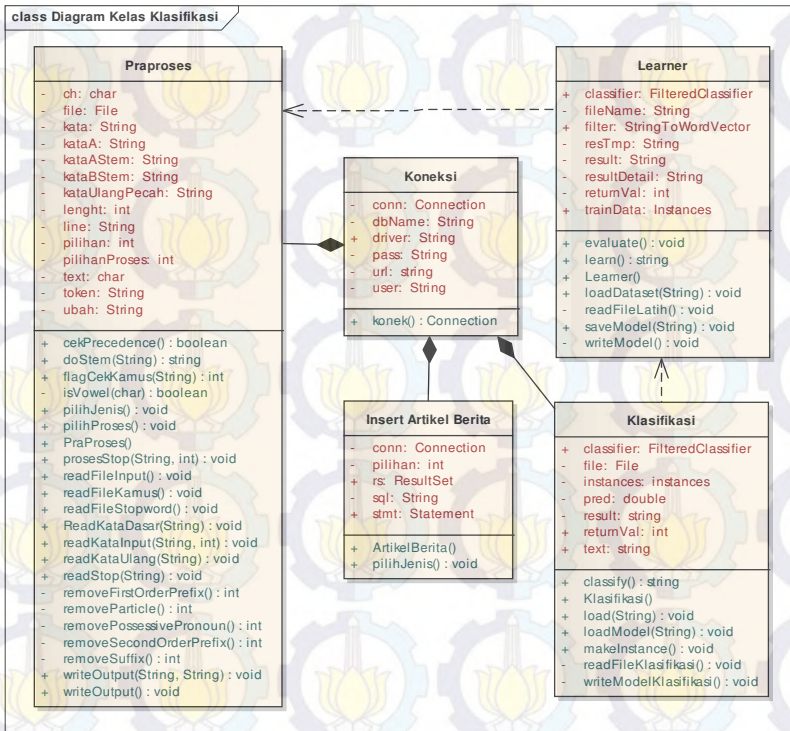 class Diagram Kelas Klasifikasi
Praproses
- ch: char
- file: File
- kata: String
- kataA: String
- kataAStem: String
- kataBStem: String
- kataUlangPecah: String
- lenght: int
- line: String
- pilihan: int
- pilihanProses: int
- text: char
- token: String
- ubah: String
+ cekPrecedence() : boolean
+ doStem(String) : string
+ flagCekKamus(String) : int
- isVowel(char) : boolean
+ pilihJenis() : void
+ pilihProses() : void
+ PraProses()
+ prosesStop(String, int) : void
+ readFileInput() : void
+ readFileKamus() : void
+ readFileStopword() : void
+ ReadKataDasar(String) : void
+ readKataInput(String, int) : void
+ readKataUlang(String) : void
+ readStop(String) : void
- removeFirstOrderPrefix() : int
- removeParticle() : int
- removePossessivePronoun() : int
- removeSecondOrderPrefix() : int
- removeSuffix() : int
+ writeOutput(String, String) : void
+ writeOutput() : void
Koneksi
- conn: Connection
- dbName: String
+ driver: String
- pass: String
- url: string
- user: String
+ konek() : Connection
Insert Artikel Berita
- conn: Connection
- pilihan: int
+ rs: ResultSet
- sql: String
+ stmt: Statement
+ ArtikelBerita()
+ pilihJenis() : void
Learner
+ classifier: FilteredClassifier
- fileName: String
+ filter: StringToWordVector
- resTmp: String
- result: String
- resultDetail: String
- returnVal: int
+ trainData: Instances
+ evaluate() : void
+ learn() : string
+ Learner()
+ loadDataset(String) : void
- readFileLatih() : void
+ saveModel(String) : void
- writeModel() : void
Klasifikasi
+ classifier: FilteredClassifier
- file: File
- instances: instances
- pred: double
- result: string
+ returnVal: int
+ text: string
+ classify() : string
+ Klasifikasi()
+ load(String) : void
+ loadModel(String) : void
+ makeInstance() : void
- readFileKlasifikasi() : void
- writeModelKlasifikasi() : void